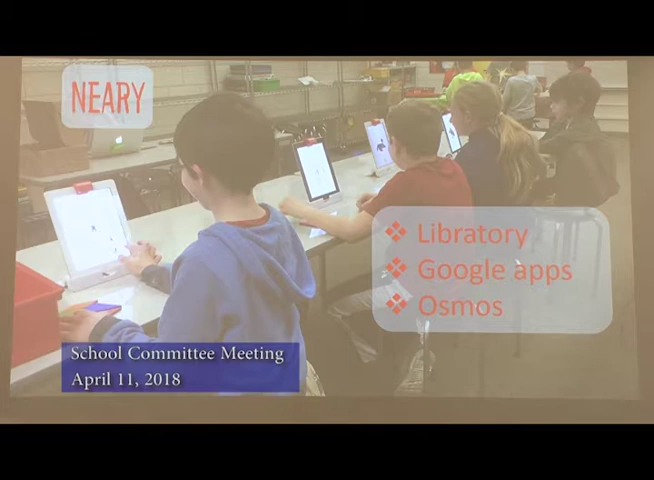 NEARY
❖ Libratory
❖ Google apps
❖ Osmos
School Committee Meeting
April 11, 2018